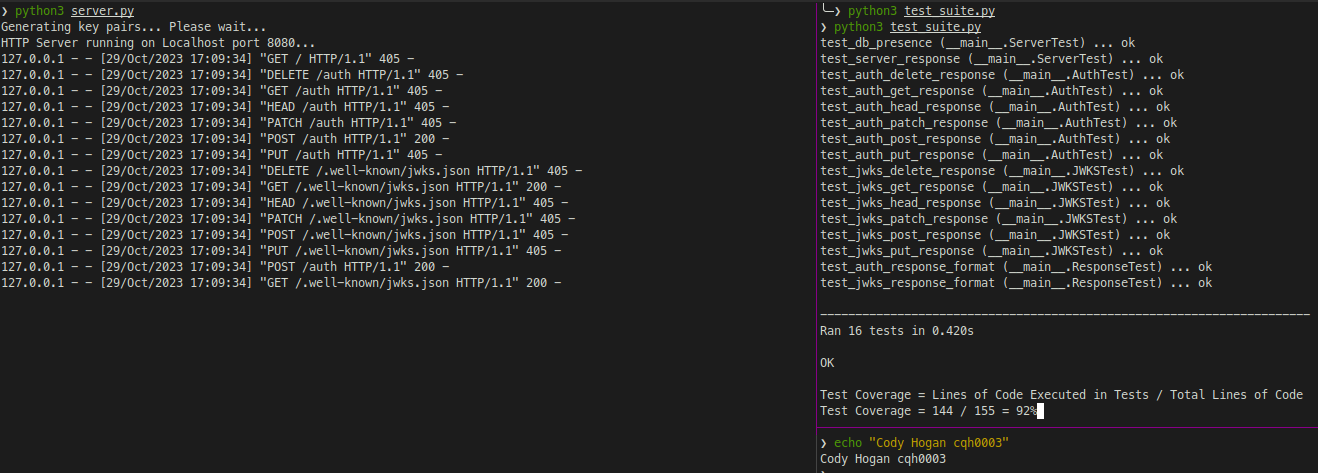 ❯ python3 server.py
Generating key pairs... Please wait...
HTTP Server running on Localhost port 8080...
127.0.0.1 - - [29/Oct/2023 17:09:34] "GET / HTTP/1.1" 405 -
127.0.0.1 - - [29/Oct/2023 17:09:34] "DELETE /auth HTTP/1.1" 405 -
127.0.0.1 - - [29/Oct/2023 17:09:34] "GET /auth HTTP/1.1" 405 -
127.0.0.1 - - [29/Oct/2023 17:09:34] "HEAD /auth HTTP/1.1" 405 -
127.0.0.1 - - [29/Oct/2023 17:09:34] "PATCH /auth HTTP/1.1" 405 -
127.0.0.1 - - [29/Oct/2023 17:09:34] "POST /auth HTTP/1.1" 200 -
127.0.0.1 - - [29/Oct/2023 17:09:34] "PUT /auth HTTP/1.1" 405 -
127.0.0.1 - - [29/Oct/2023 17:09:34] "DELETE /.well-known/jwks.json HTTP/1.1" 405 -
127.0.0.1 - - [29/Oct/2023 17:09:34] "GET /.well-known/jwks.json HTTP/1.1" 200 -
127.0.0.1 - - [29/Oct/2023 17:09:34] "HEAD /.well-known/jwks.json HTTP/1.1" 405 -
127.0.0.1 - - [29/Oct/2023 17:09:34] "PATCH /.well-known/jwks.json HTTP/1.1" 405 -
127.0.0.1 - - [29/Oct/2023 17:09:34] "POST /.well-known/jwks.json HTTP/1.1" 405 -
127.0.0.1 - - [29/Oct/2023 17:09:34] "PUT /.well-known/jwks.json HTTP/1.1" 405 -
127.0.0.1 - - [29/Oct/2023 17:09:34] "POST /auth HTTP/1.1" 200 -
127.0.0.1 - - [29/Oct/2023 17:09:34] "GET /.well-known/jwks.json HTTP/1.1" 200 -
╰─❯ python3 test_suite.py
❯ python3 test_suite.py
test_db_presence (__main__.ServerTest) ... ok
test_server_response (__main__.ServerTest) ... ok
test_auth_delete_response (__main__.AuthTest) ... ok
test_auth_get_response (__main__.AuthTest) ... ok
test_auth_head_response (__main__.AuthTest) ... ok
test_auth_patch_response (__main__.AuthTest) ... ok
test_auth_post_response (__main__.AuthTest) ... ok
test_auth_put_response (__main__.AuthTest) ... ok
test_jwks_delete_response (__main__.JWKSTest) ... ok
test_jwks_get_response (__main__.JWKSTest) ... ok
test_jwks_head_response (__main__.JWKSTest) ... ok
test_jwks_patch_response (__main__.JWKSTest) ... ok
test_jwks_post_response (__main__.JWKSTest) ... ok
test_jwks_put_response (__main__.JWKSTest) ... ok
test_auth_response_format (__main__.ResponseTest) ... ok
test_jwks_response_format (__main__.ResponseTest) ... ok
----------------------------------------------------------------------
Ran 16 tests in 0.420s
OK
Test Coverage = Lines of Code Executed in Tests / Total Lines of Code
Test Coverage = 144 / 155 = 92%
❯ echo "Cody Hogan cqh0003"
Cody Hogan cqh0003